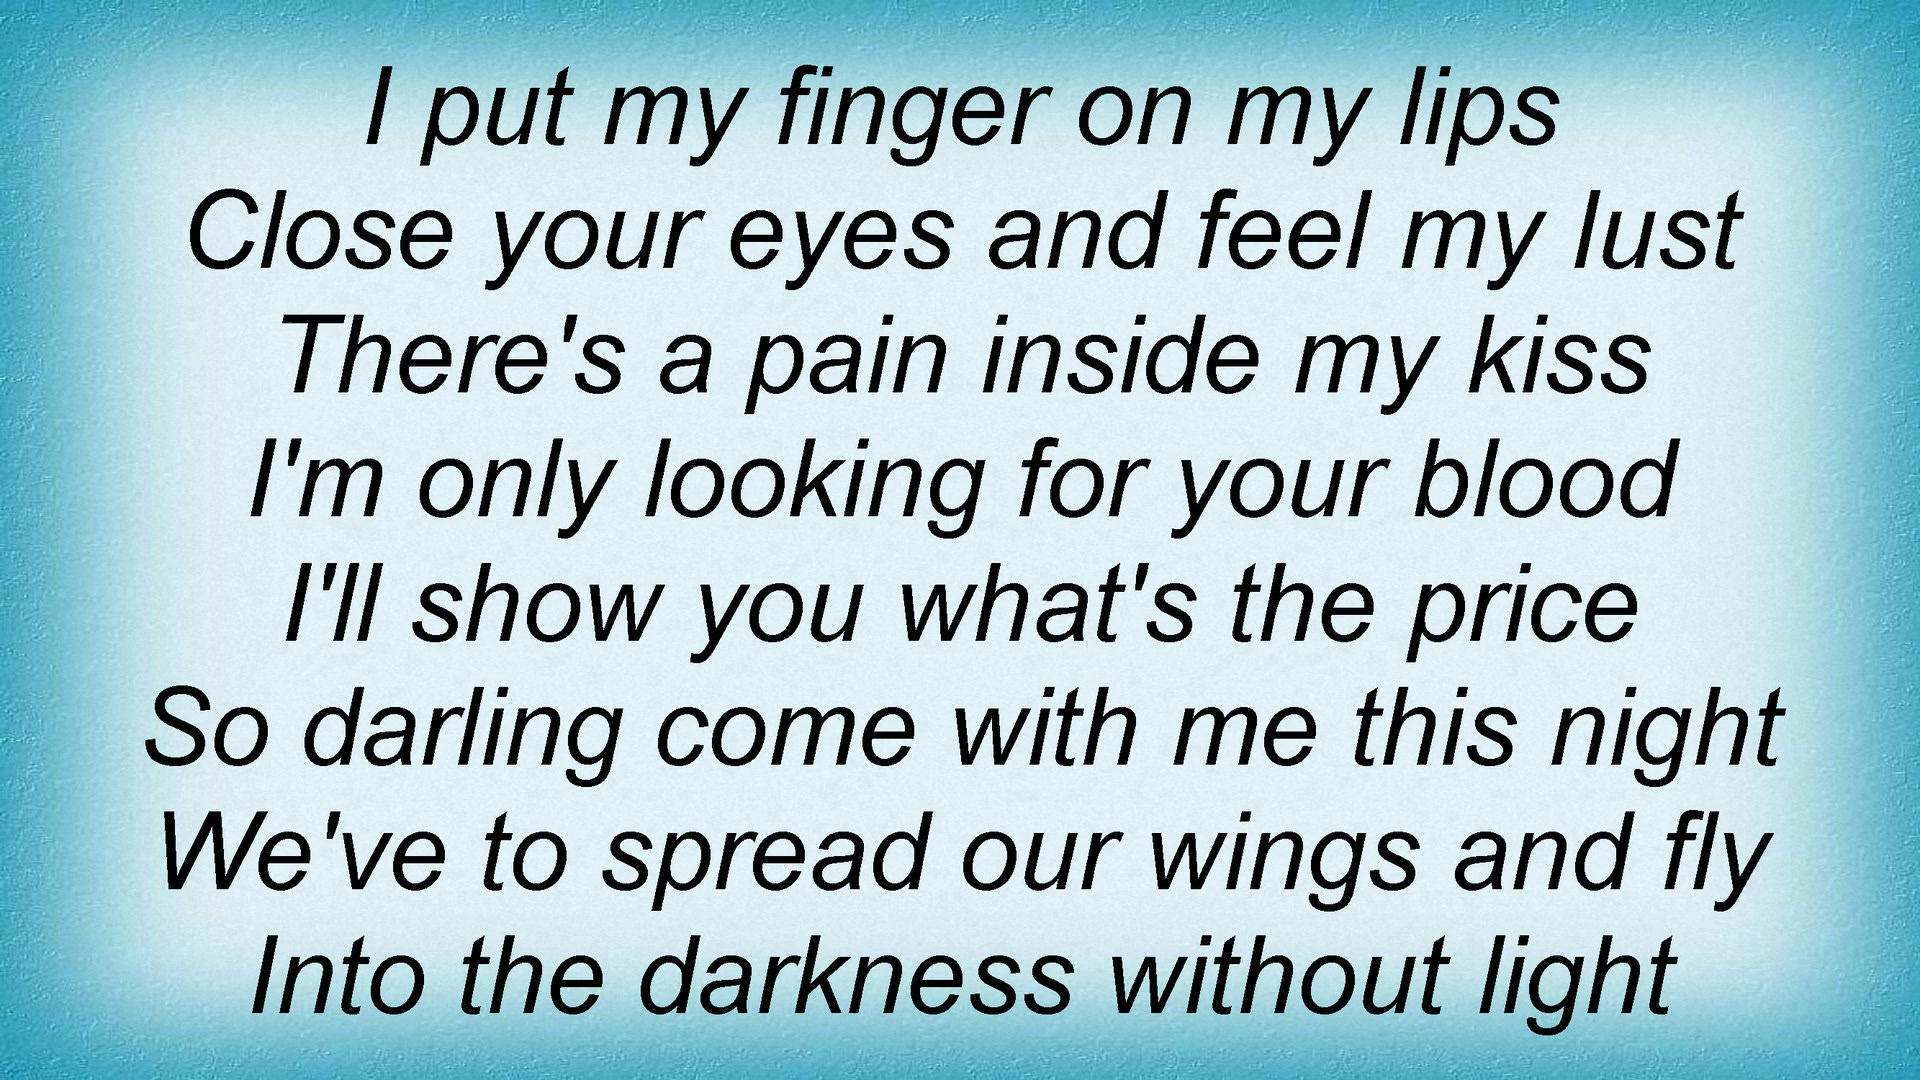 I put my finger on my lips
Close your eyes and feel my lust
There's a pain inside my kiss
I'm only looking for your blood
I'll show you what's the price
So darling come with me this night
We've to spread our wings and fly
Into the darkness without light